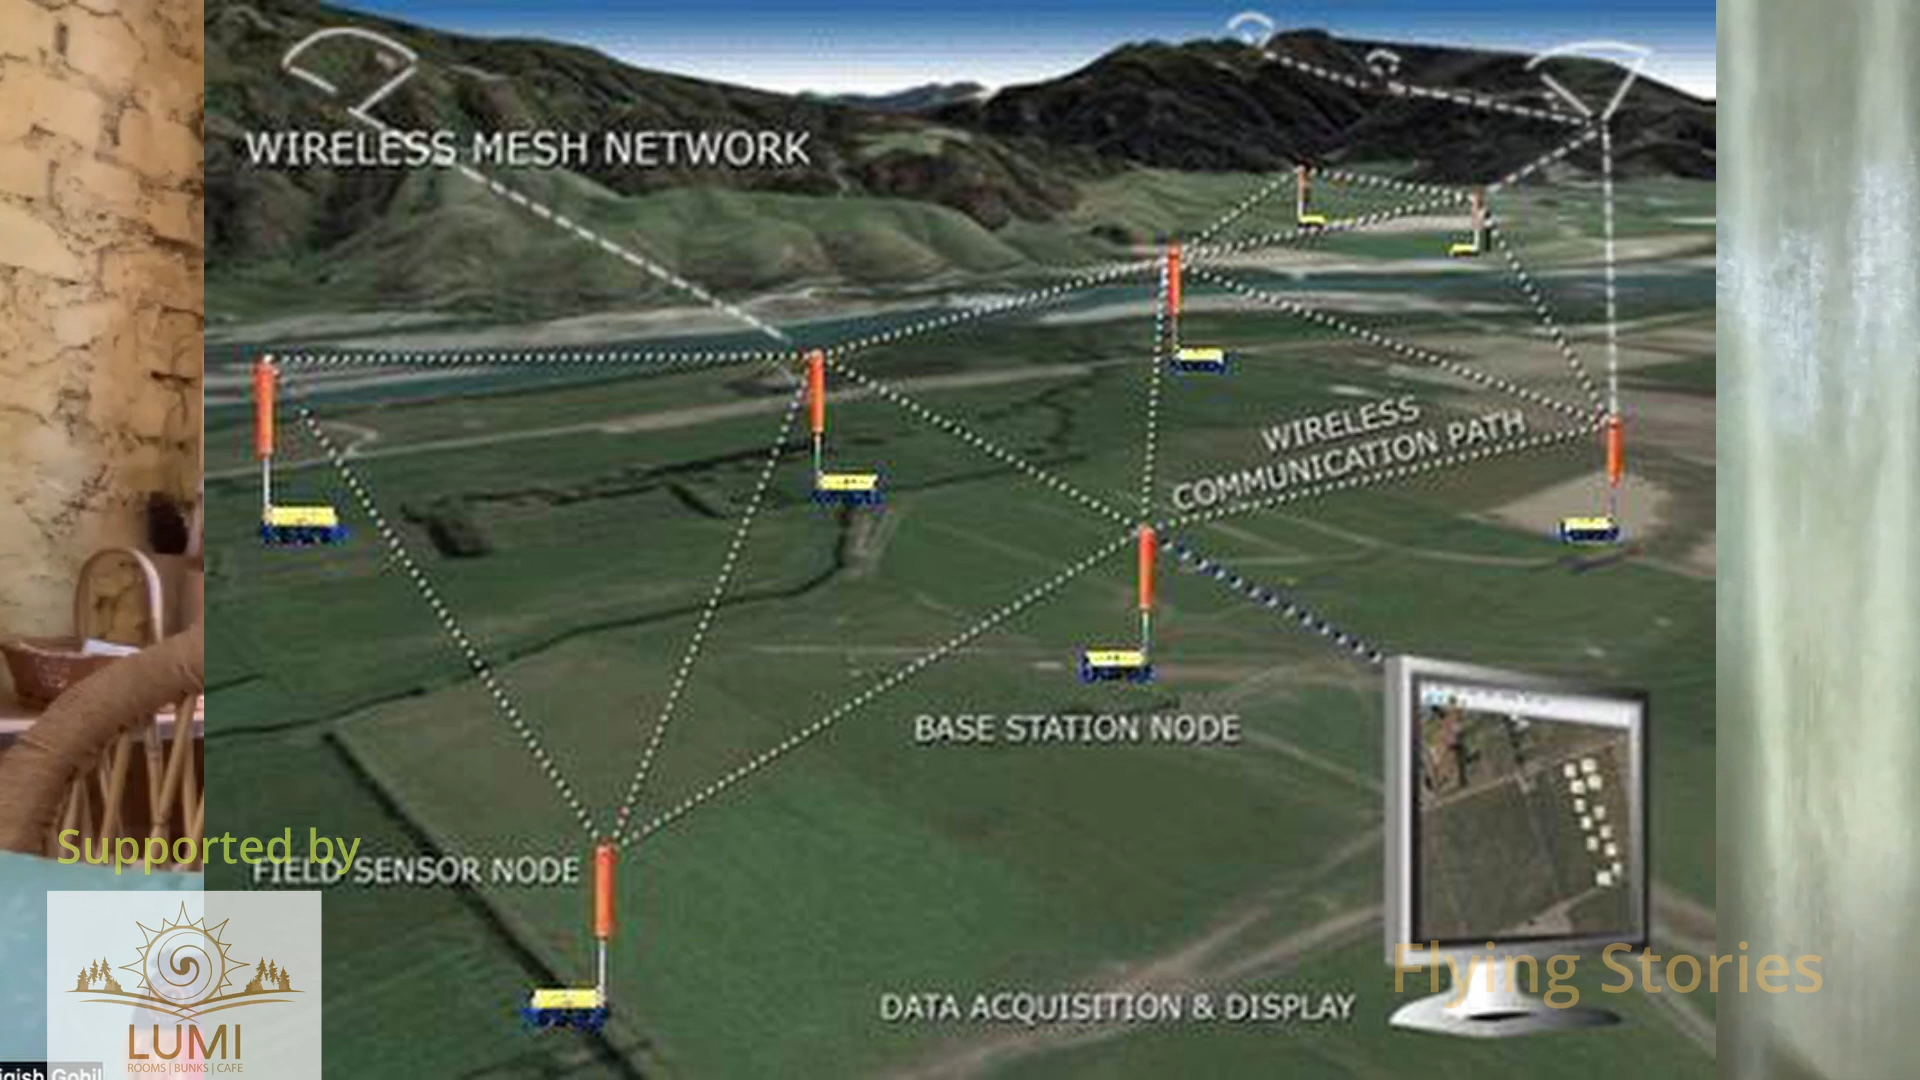 WIRELESS MESH NETWORK
WIRELESS
COMMUNICATION PATH
BASE STATION NODE
Supported by
FIELD SENSOR NODE
Flying Stories
DATA ACQUISITION & DISPLAY
LUMI
ROOMS | BUNKS | CAFE
Gohil